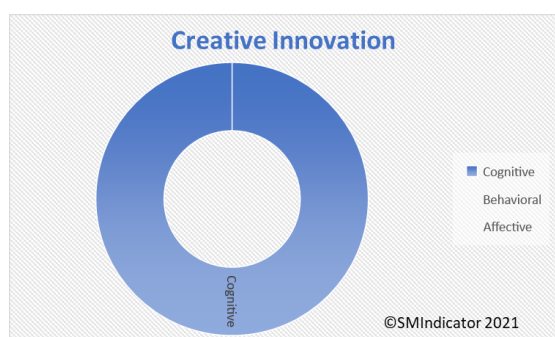 Creative Innovation
Cognitive
Behavioral
Affective
Cognitive
©SMIndicator 2021